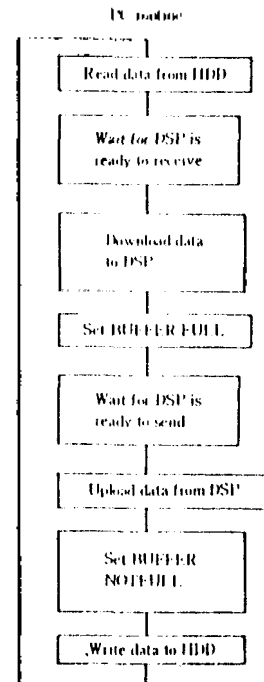 PC routine
Read data from HDD
Wait for DSP is
ready to receive
Download data
to DSP
Set BUFFER FULL
Wait for DSP is
ready to send
Upload data from DSP
Set BUFFER
NOTFULL
Write data to HDD